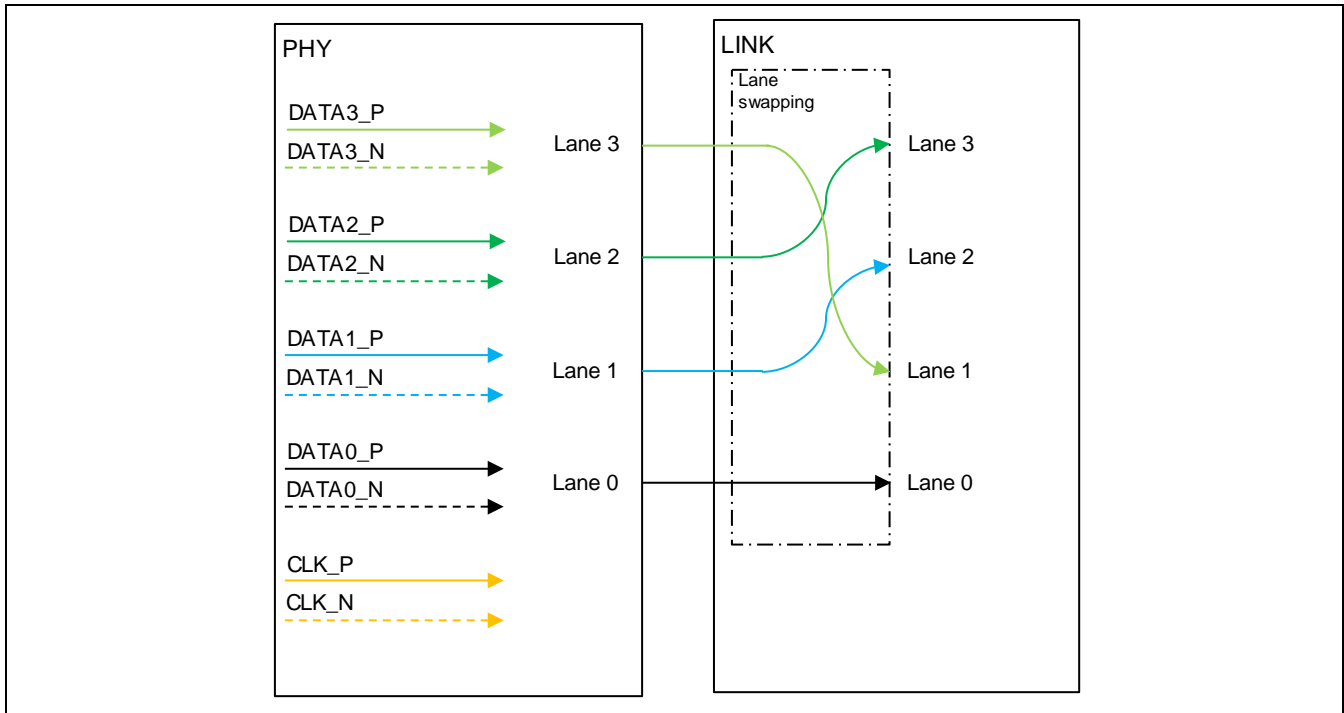 PHY
DATA3_P
DATA3_N
Lane 3
DATA2_P
DATA2_N
Lane 2
DATA1_P
DATA1_N
Lane 1
DATA0_P
DATA0_N
Lane 0
CLK_P
CLK_N
LINK
Lane
swapping
Lane 3
Lane 2
Lane 1
Lane 0